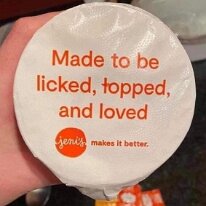 Made to be
licked, topped,
and loved
jeni's makes it better.